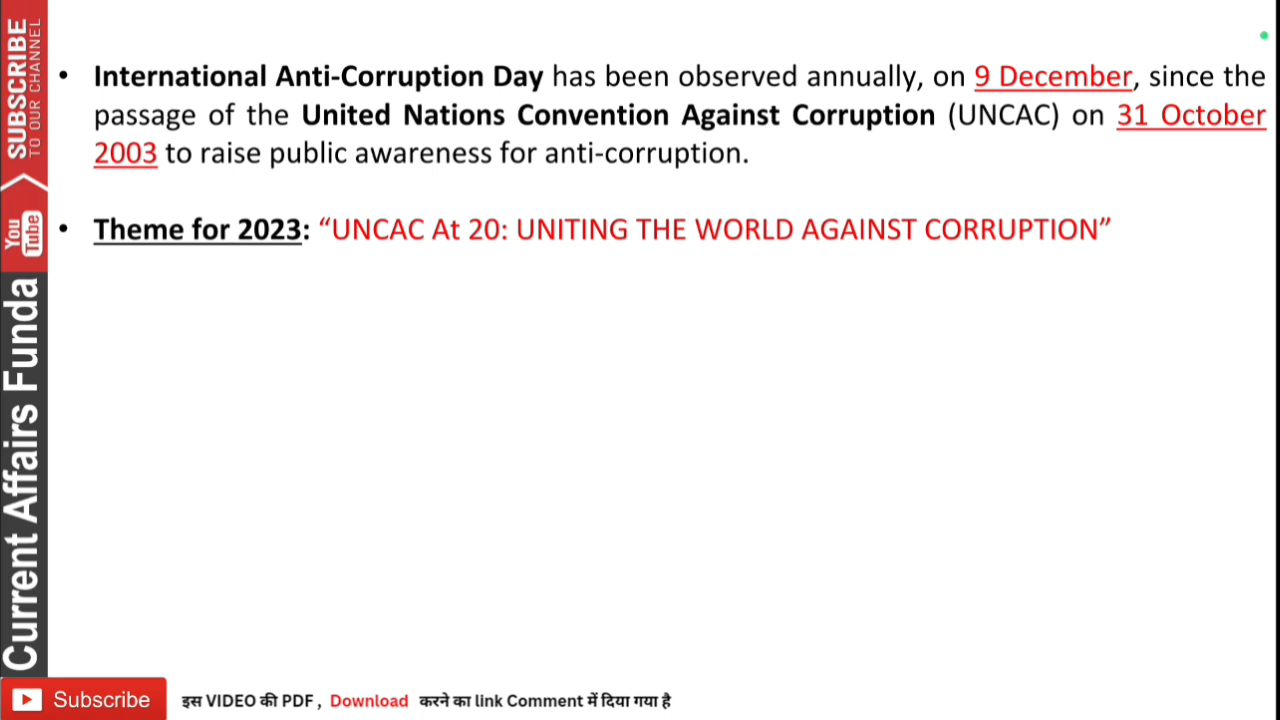 SUBSCRIBE
TO OUR CHANNEL
You
Tube
Current Affairs Funda
• International Anti-Corruption Day has been observed annually, on 9 December, since the
passage of the United Nations Convention Against Corruption (UNCAC) on 31 October
2003 to raise public awareness for anti-corruption.
• Theme for 2023: “UNCAC At 20: UNITING THE WORLD AGAINST CORRUPTION”
Subscribe
इस VIDEO की PDF , Download करने का link Comment में दिया गया है